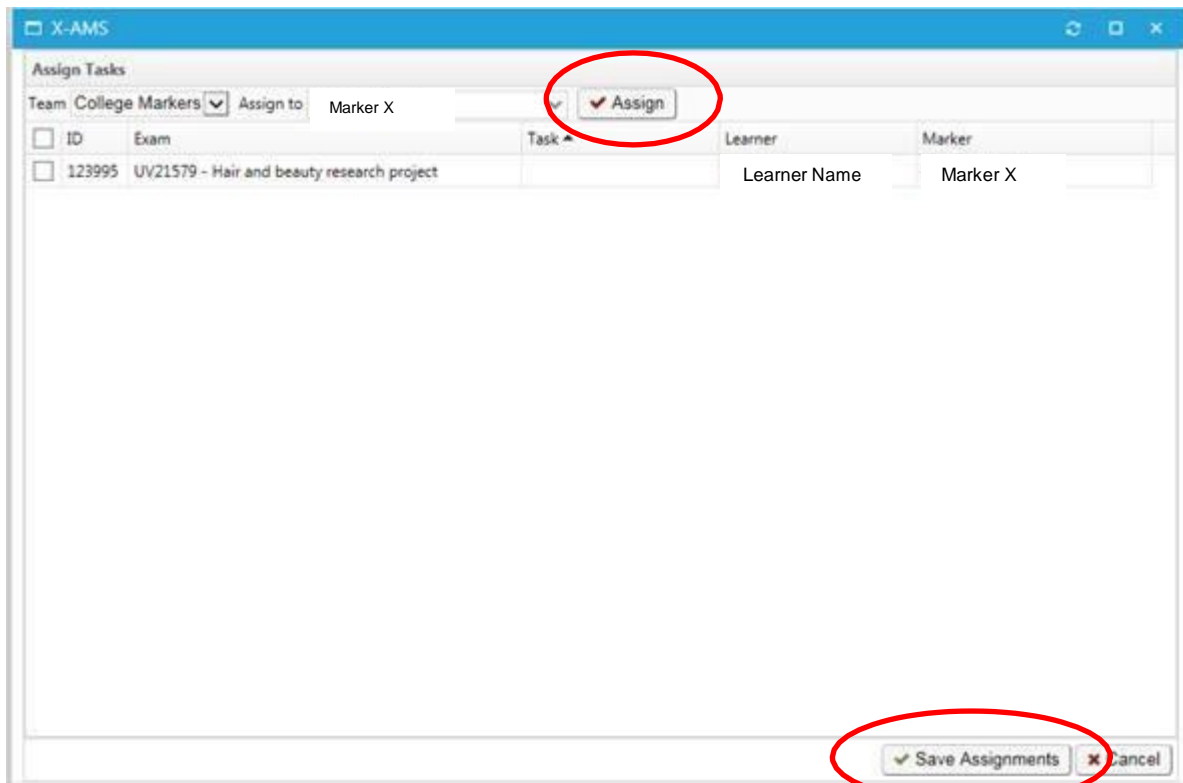 X-AMS
Assign Tasks
Team College Markers Assign to Marker X Assign
ID Exam Task Learner Marker
123995 UV21579 - Hair and beauty research project Learner Name Marker X
Save Assignments Cancel